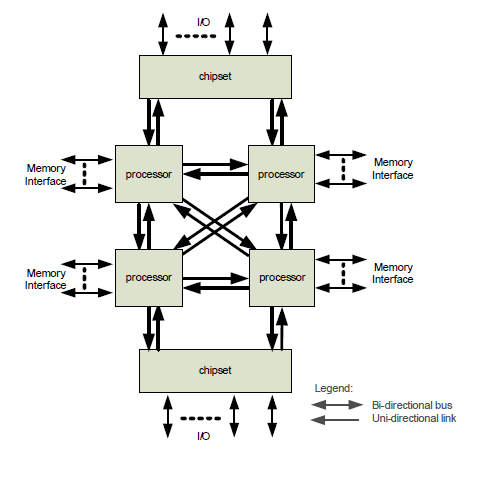 I/O
chipset
processor
processor
Memory
Interface
Memory
Interface
processor
processor
Memory
Interface
Memory
Interface
chipset
I/O
Legend:
Bi-directional bus
Uni-directional link